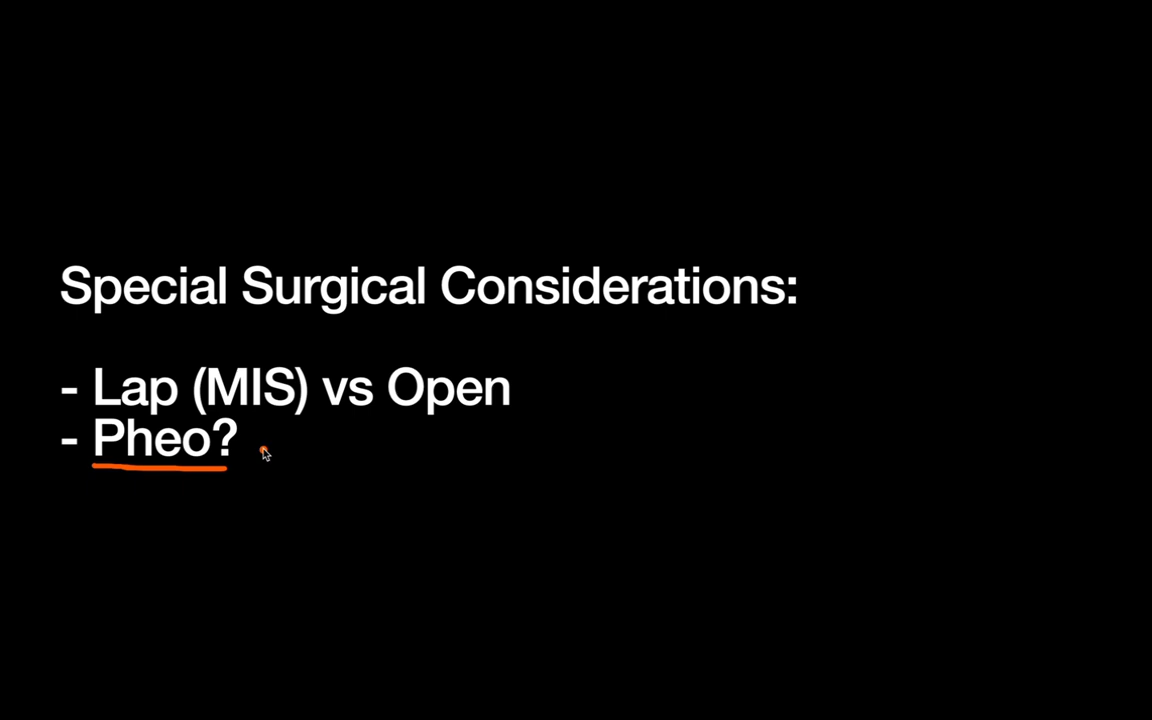 Special Surgical Considerations:
- Lap (MIS) vs Open
- Pheo?